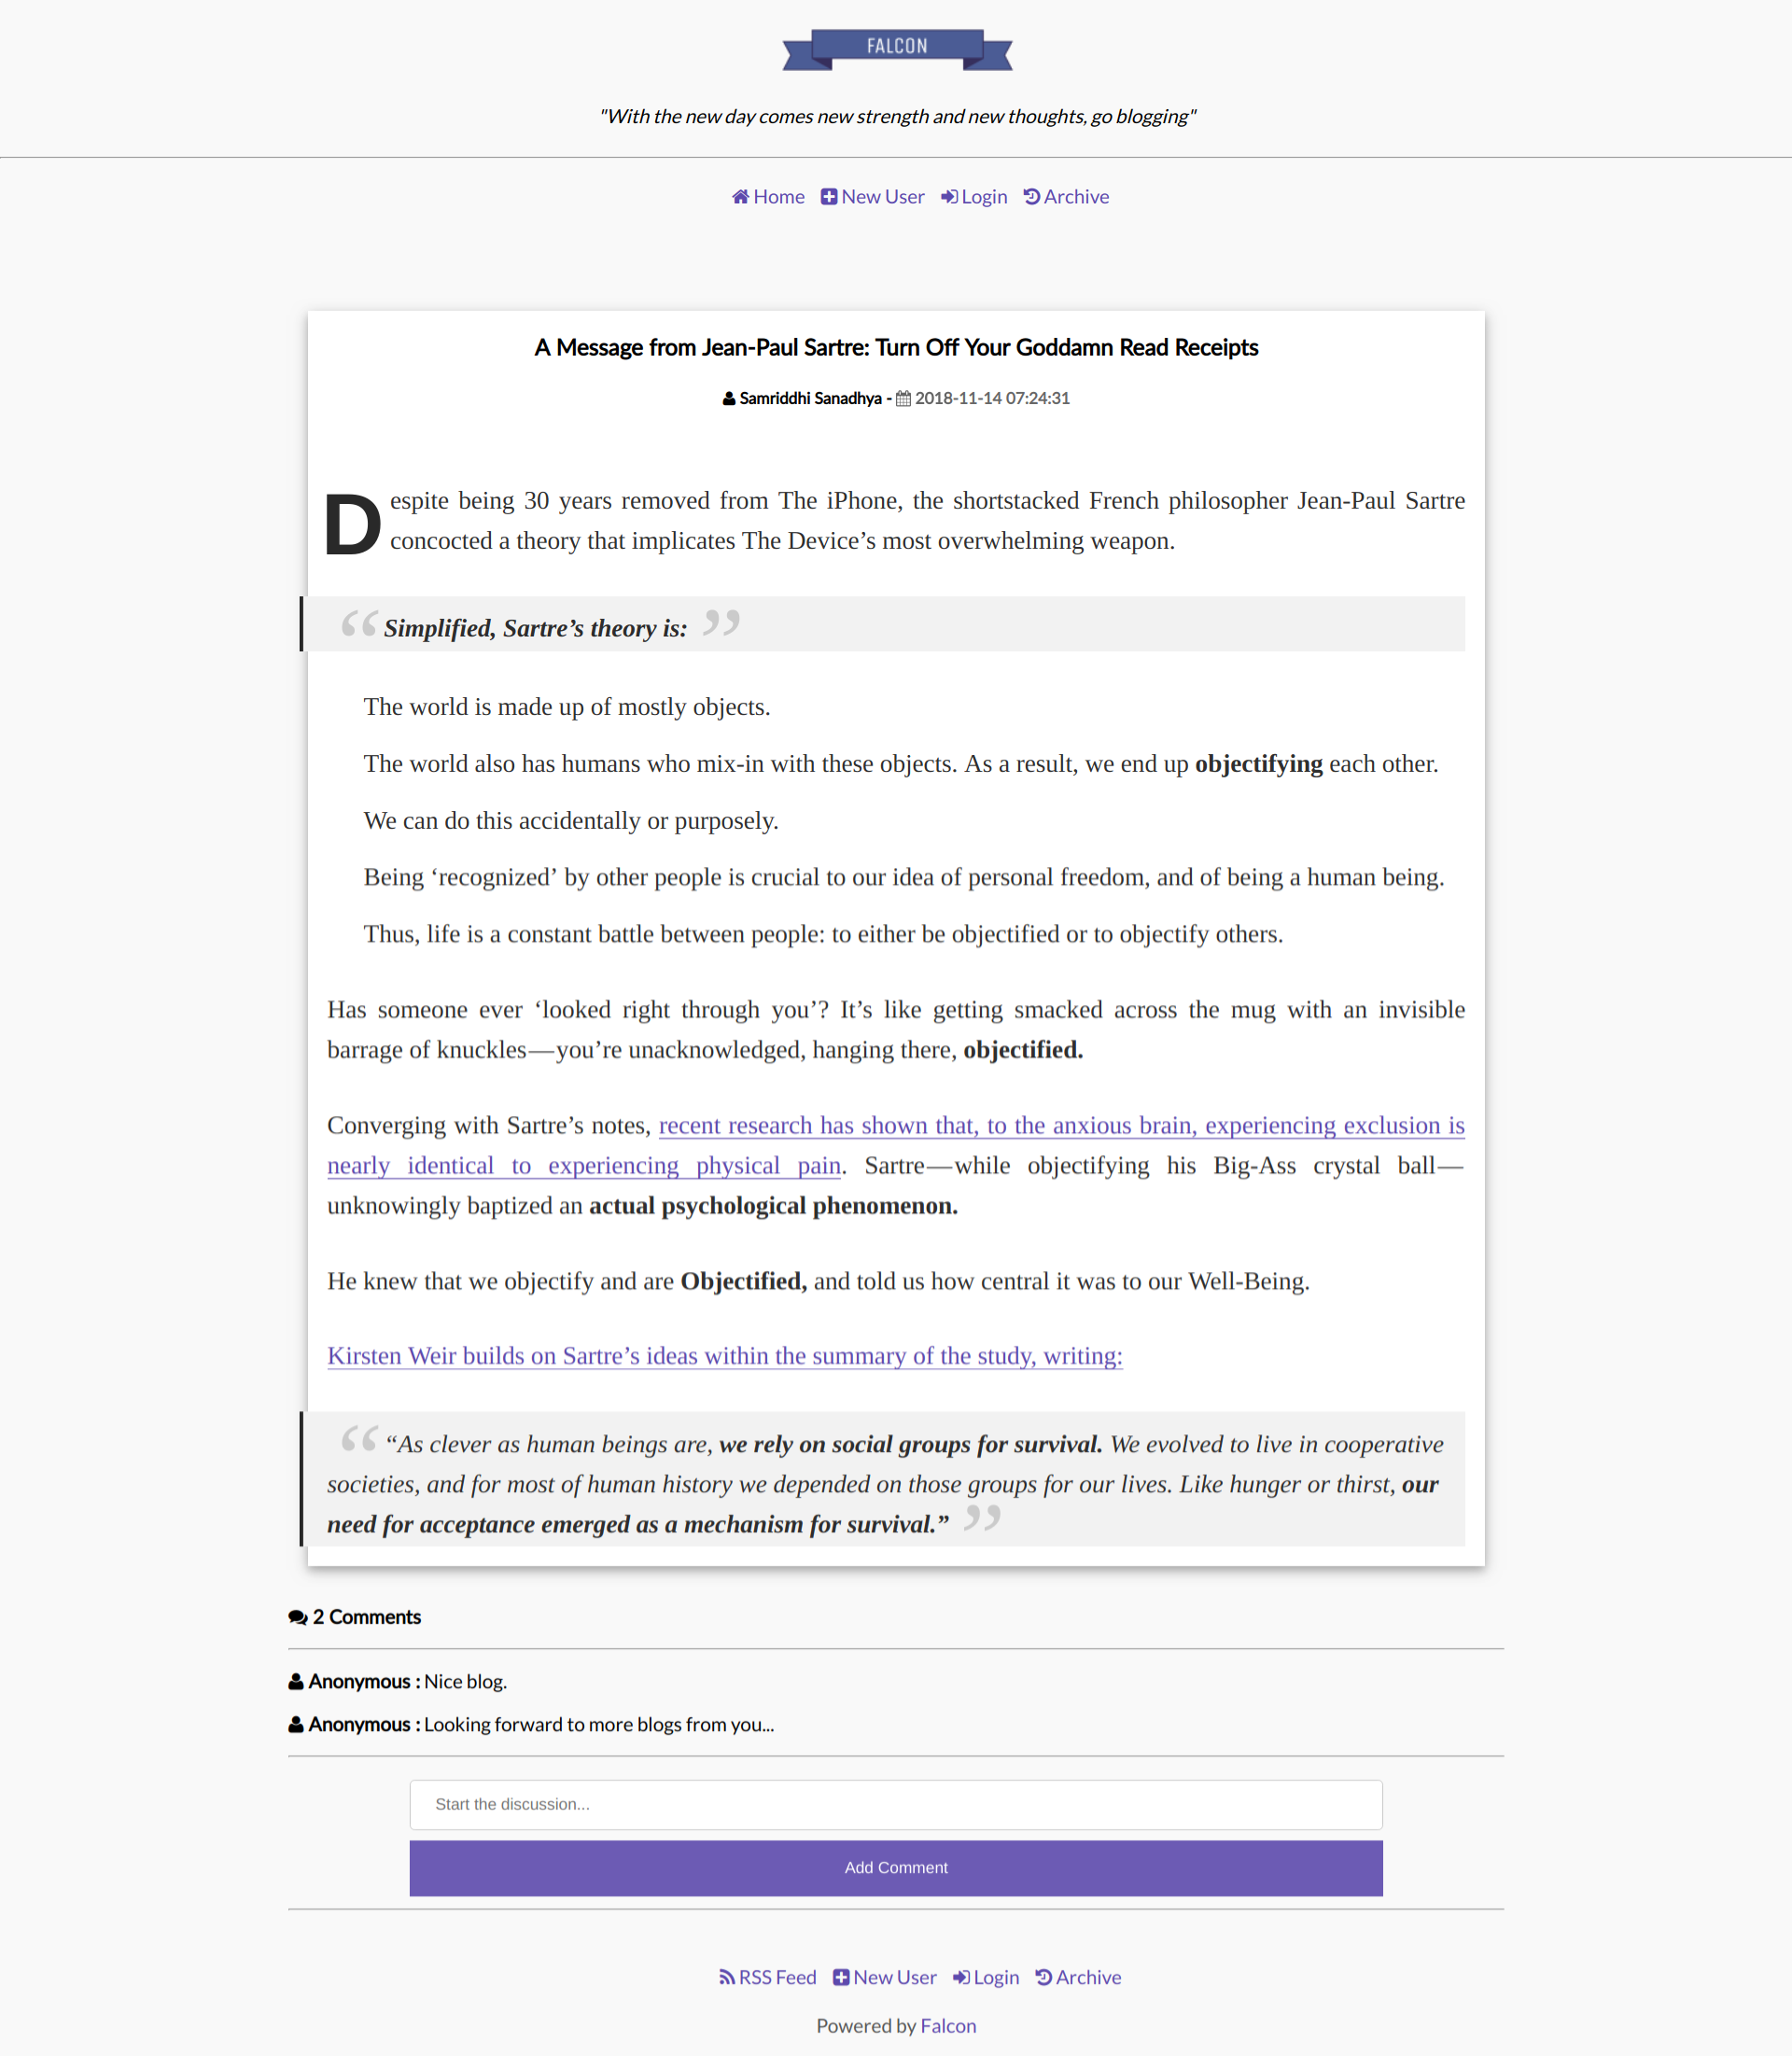 FALCON
"With the new day comes new strength and new thoughts, go blogging"
Home New User Login Archive
A Message from Jean-Paul Sartre: Turn Off Your Goddamn Read Receipts
Samriddhi Sanadhya - 2018-11-14 07:24:31
Despite being 30 years removed from The iPhone, the shortstacked French philosopher Jean-Paul Sartre
concocted a theory that implicates The Device’s most overwhelming weapon.
“ Simplified, Sartre’s theory is: ”
The world is made up of mostly objects.
The world also has humans who mix-in with these objects. As a result, we end up objectifying each other.
We can do this accidentally or purposely.
Being ‘recognized’ by other people is crucial to our idea of personal freedom, and of being a human being.
Thus, life is a constant battle between people: to either be objectified or to objectify others.
Has someone ever ‘looked right through you’? It’s like getting smacked across the mug with an invisible
barrage of knuckles — you’re unacknowledged, hanging there, objectified.
Converging with Sartre’s notes, recent research has shown that, to the anxious brain, experiencing exclusion is
nearly identical to experiencing physical pain. Sartre — while objectifying his Big-Ass crystal ball —
unknowingly baptized an actual psychological phenomenon.
He knew that we objectify and are Objectified, and told us how central it was to our Well-Being.
Kirsten Weir builds on Sartre’s ideas within the summary of the study, writing:
“ “As clever as human beings are, we rely on social groups for survival. We evolved to live in cooperative
societies, and for most of human history we depended on those groups for our lives. Like hunger or thirst, our
need for acceptance emerged as a mechanism for survival.” ”
2 Comments
Anonymous : Nice blog.
Anonymous : Looking forward to more blogs from you...
Start the discussion...
Add Comment
RSS Feed New User Login Archive
Powered by Falcon